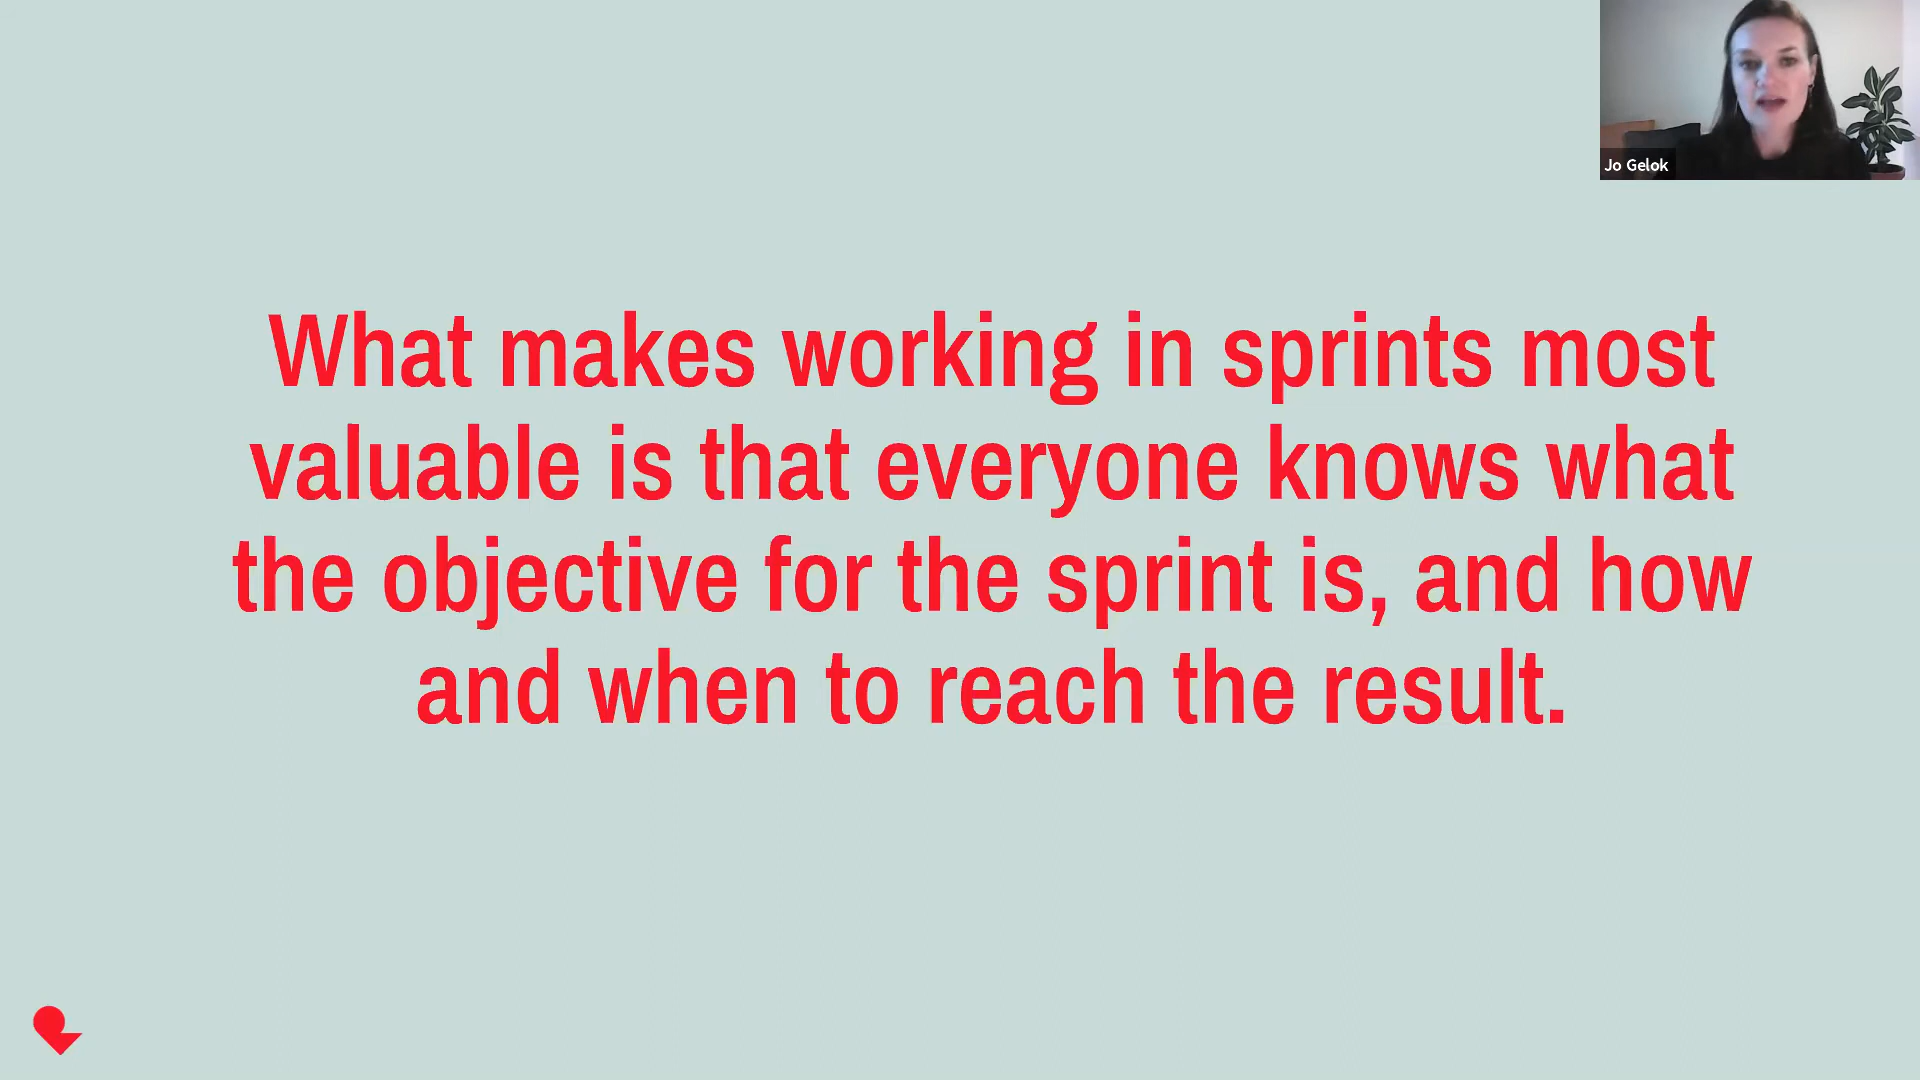 Jo Gelok
What makes working in sprints most
valuable is that everyone knows what
the objective for the sprint is, and how
and when to reach the result.